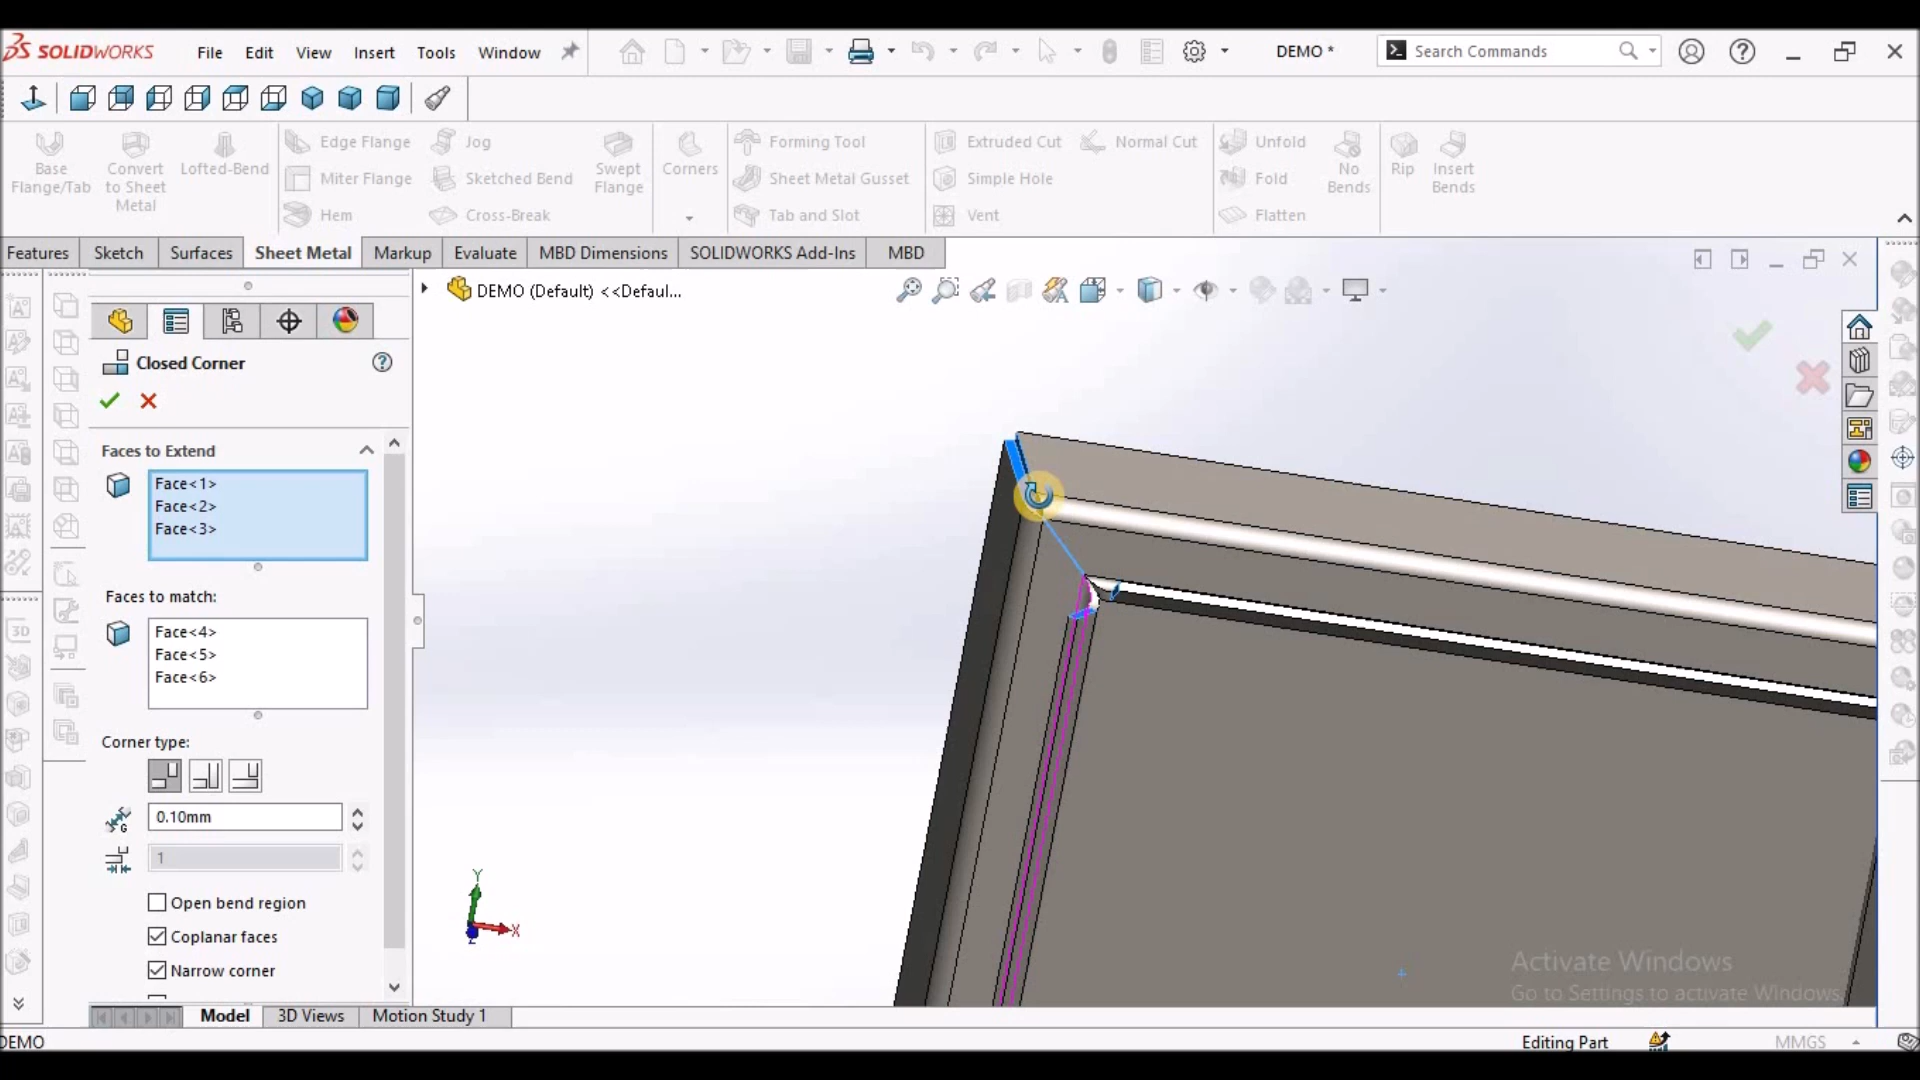 SOLIDWORKS File Edit View Insert Tools Window DEMO * Search Commands
Base Flange/Tab
Convert to Sheet Metal
Lofted-Bend
Edge Flange
Miter Flange
Hem
Jog
Sketched Bend
Cross-Break
Swept Flange
Corners
Forming Tool
Sheet Metal Gusset
Tab and Slot
Extruded Cut
Simple Hole
Vent
Normal Cut
Unfold
Fold
Flatten
No Bends
Rip
Insert Bends
Features Sketch Surfaces Sheet Metal Markup Evaluate MBD Dimensions SOLIDWORKS Add-Ins MBD
DEMO (Default) <<Defaul...
Closed Corner
Faces to Extend
Face<1>
Face<2>
Face<3>
Faces to match:
Face<4>
Face<5>
Face<6>
Corner type:
0.10mm
1
Open bend region
Coplanar faces
Narrow corner
Y
X
Z
Activate Windows
Go to Settings to activate Windows
Model 3D Views Motion Study 1
DEMO Editing Part MMGS